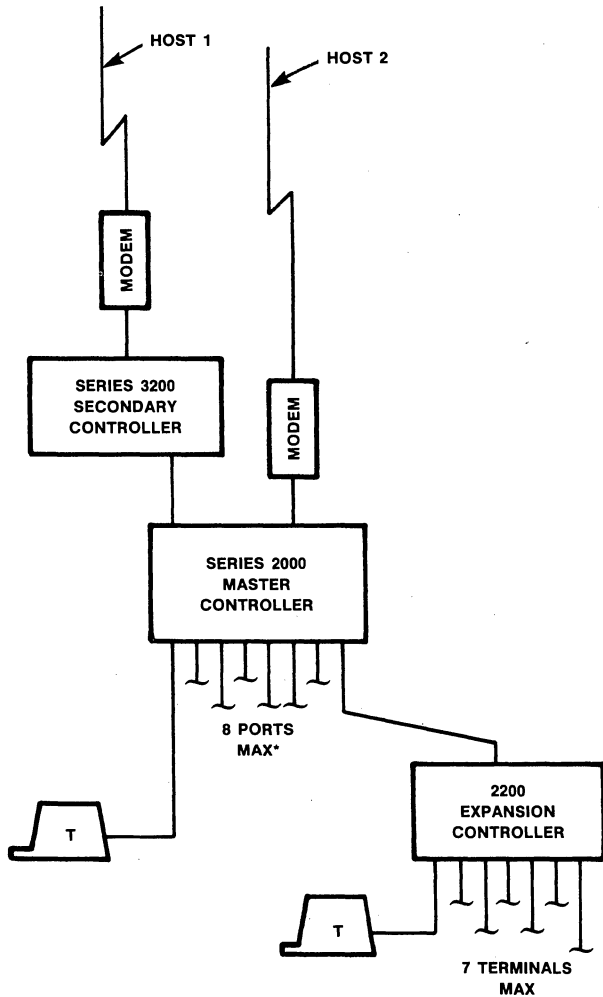 HOST 1
HOST 2
MODEM
SERIES 3200
SECONDARY
CONTROLLER
MODEM
SERIES 2000
MASTER
CONTROLLER
8 PORTS
MAX*
2200
EXPANSION
CONTROLLER
T
T
7 TERMINALS
MAX